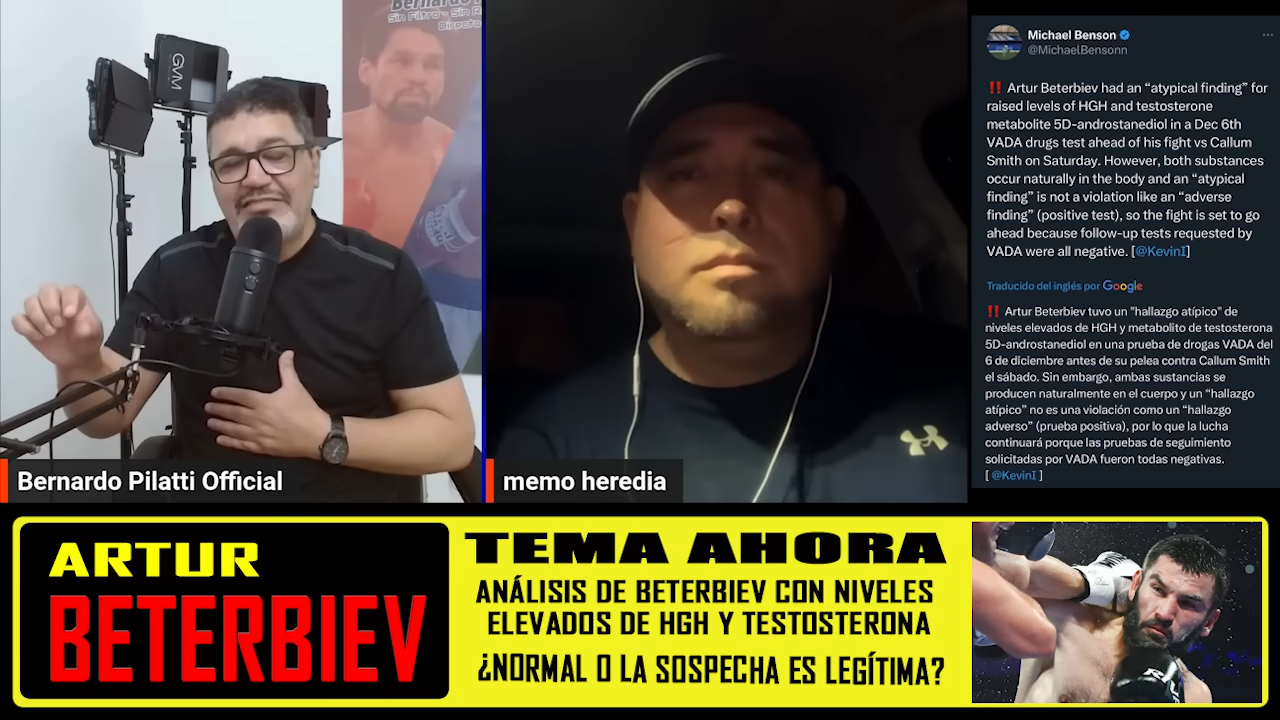 Bernardo
Sin Filtro - Sin R
Directo
GVM
Bernardo Pilatti Official
memo heredia
Michael Benson
@MichaelBensonn
‼️ Artur Beterbiev had an “atypical finding” for
raised levels of HGH and testosterone
metabolite 5D-androstanediol in a Dec 6th
VADA drugs test ahead of his fight vs Callum
Smith on Saturday. However, both substances
occur naturally in the body and an “atypical
finding” is not a violation like an “adverse
finding” (positive test), so the fight is set to go
ahead because follow-up tests requested by
VADA were all negative. [@KevinI]
Traducido del inglés por Google
‼️ Artur Beterbiev tuvo un "hallazgo atípico" de
niveles elevados de HGH y metabolito de testosterona
5D-androstanediol en una prueba de drogas VADA del
6 de diciembre antes de su pelea contra Callum Smith
el sábado. Sin embargo, ambas sustancias se
producen naturalmente en el cuerpo y un “hallazgo
atípico” no es una violación como un “hallazgo
adverso” (prueba positiva), por lo que la lucha
continuará porque las pruebas de seguimiento
solicitadas por VADA fueron todas negativas.
[ @KevinI ]
ARTUR
BETERBIEV
TEMA AHORA
ANÁLISIS DE BETERBIEV CON NIVELES
ELEVADOS DE HGH Y TESTOSTERONA
¿NORMAL O LA SOSPECHA ES LEGÍTIMA?